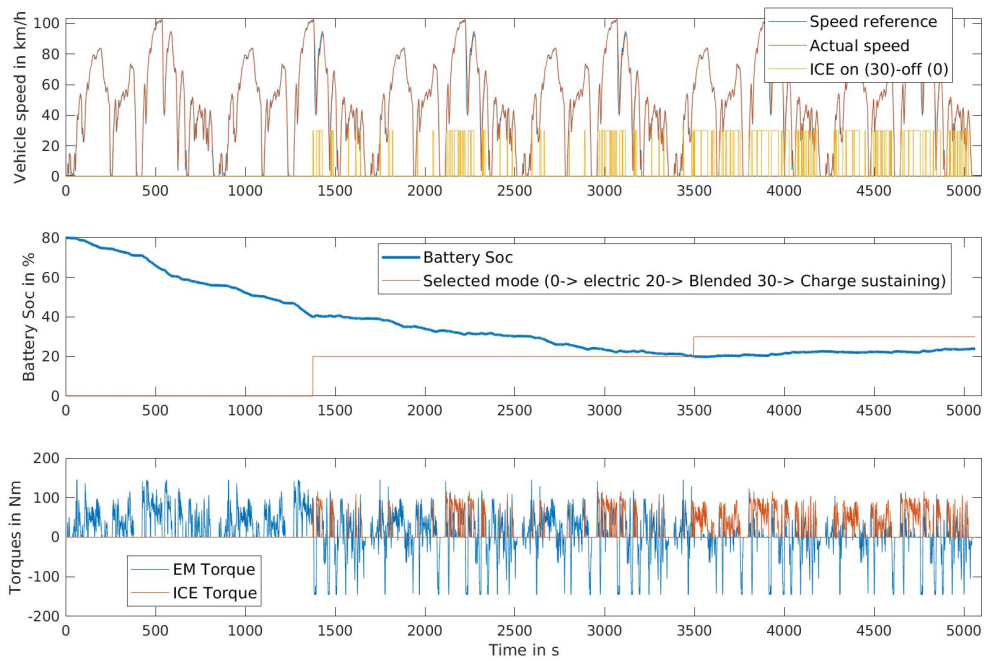 Vehicle speed in km/h
100
80
60
40
20
0
Speed reference
Actual speed
ICE on (30)-off (0)
0 500 1000 1500 2000 2500 3000 3500 4000 4500 5000
Battery Soc in %
80
60
40
20
0
Battery Soc
Selected mode (0-> electric 20-> Blended 30-> Charge sustaining)
0 500 1000 1500 2000 2500 3000 3500 4000 4500 5000
Torques in Nm
200
100
0
-100
-200
EM Torque
ICE Torque
0 500 1000 1500 2000 2500 3000 3500 4000 4500 5000
Time in s